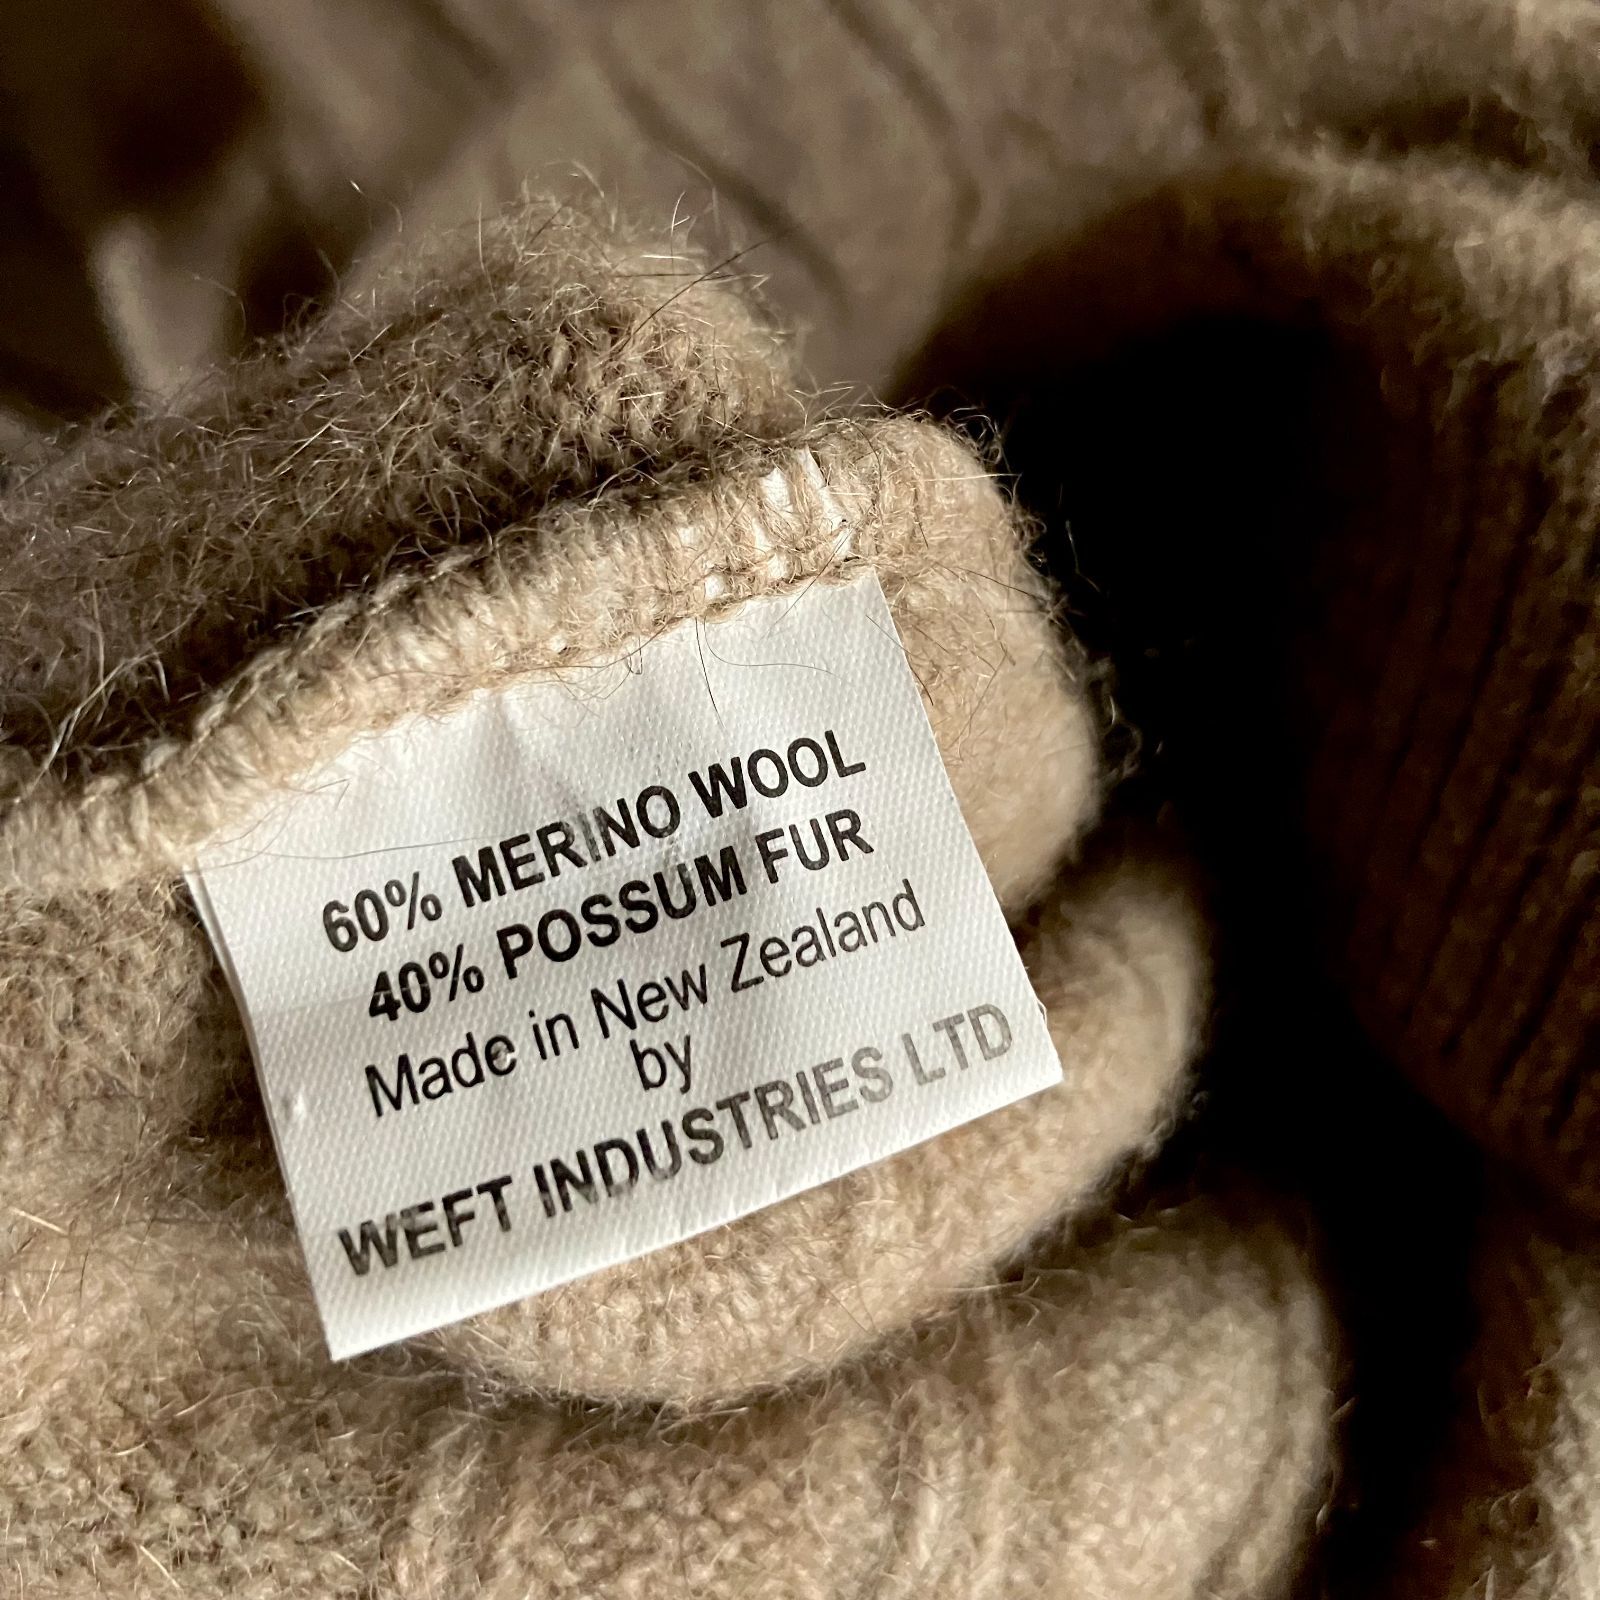 60% MERINO WOOL
40% POSSUM FUR
Made in New Zealand
by
WEFT INDUSTRIES LTD